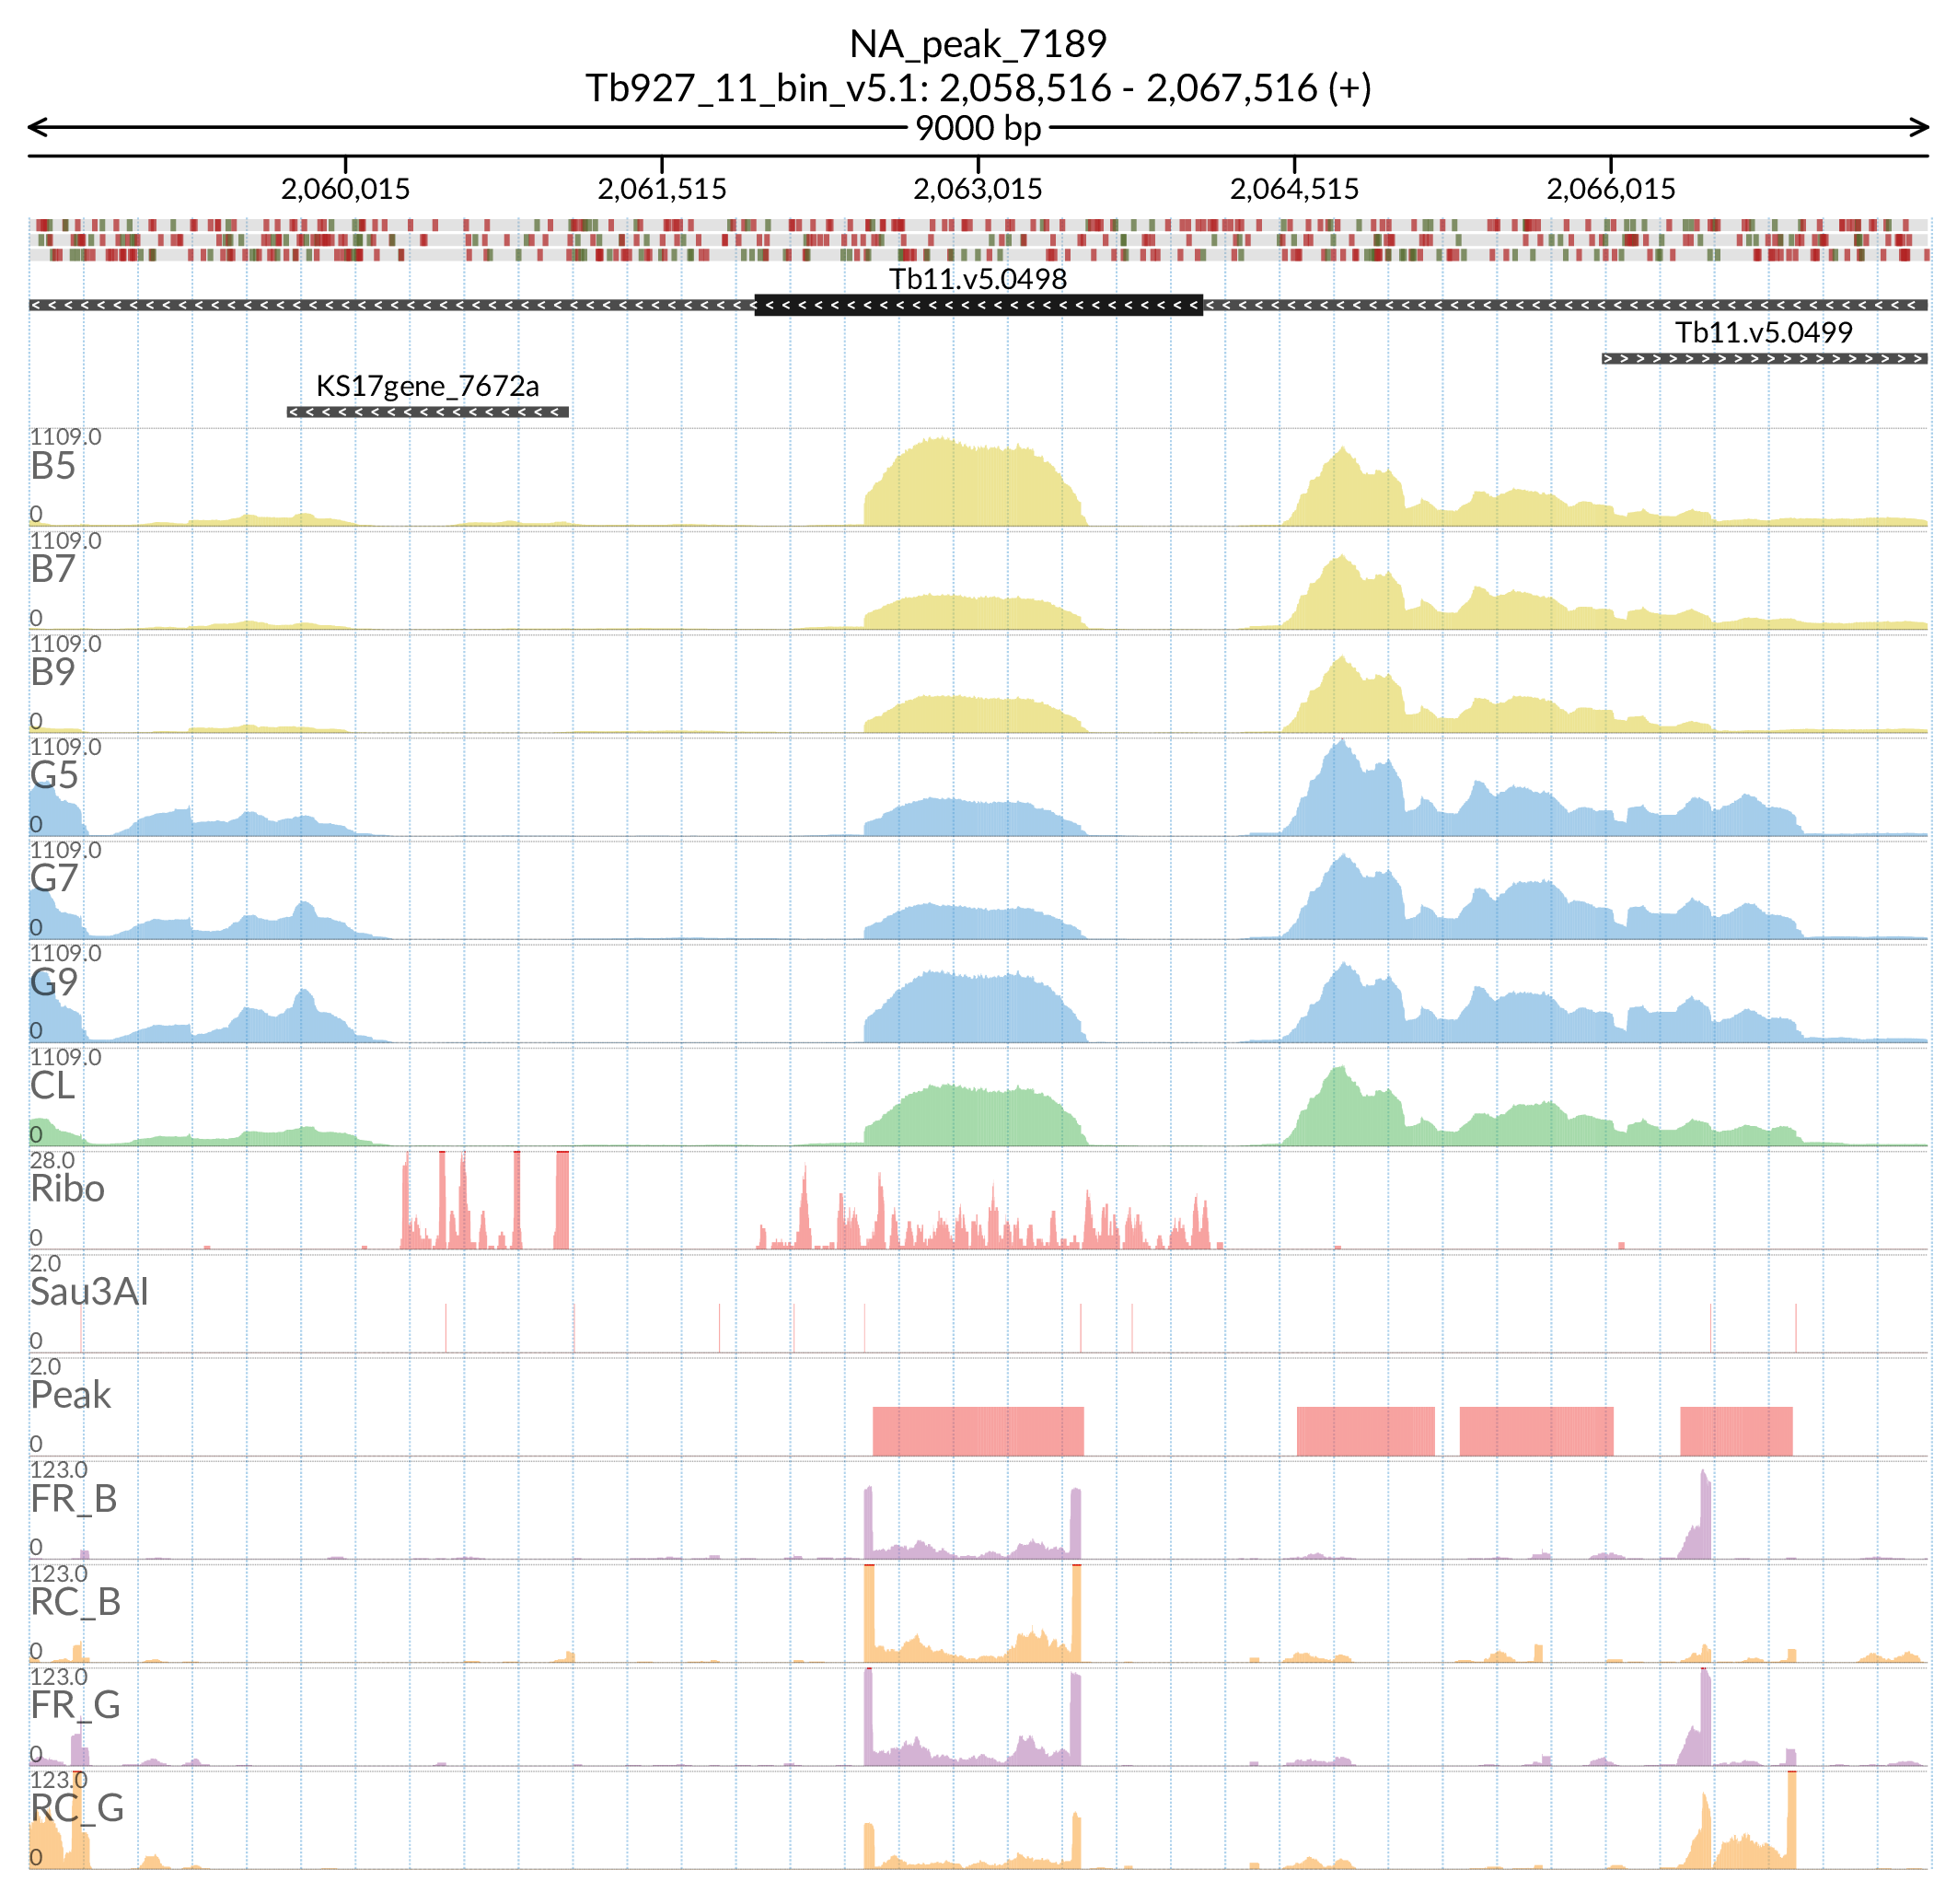 NA_peak_7189
Tb927_11_bin_v5.1: 2,058,516 - 2,067,516 (+)
9000 bp
2,060,015 2,061,515 2,063,015 2,064,515 2,066,015
Tb11.v5.0498
Tb11.v5.0499
KS17gene_7672a
1109.0
B5
0
1109.0
B7
0
1109.0
B9
0
1109.0
G5
0
1109.0
G7
0
1109.0
G9
0
1109.0
CL
0
28.0
Ribo
0
2.0
Sau3AI
0
2.0
Peak
0
123.0
FR_B
0
123.0
RC_B
0
123.0
FR_G
0
123.0
RC_G
0